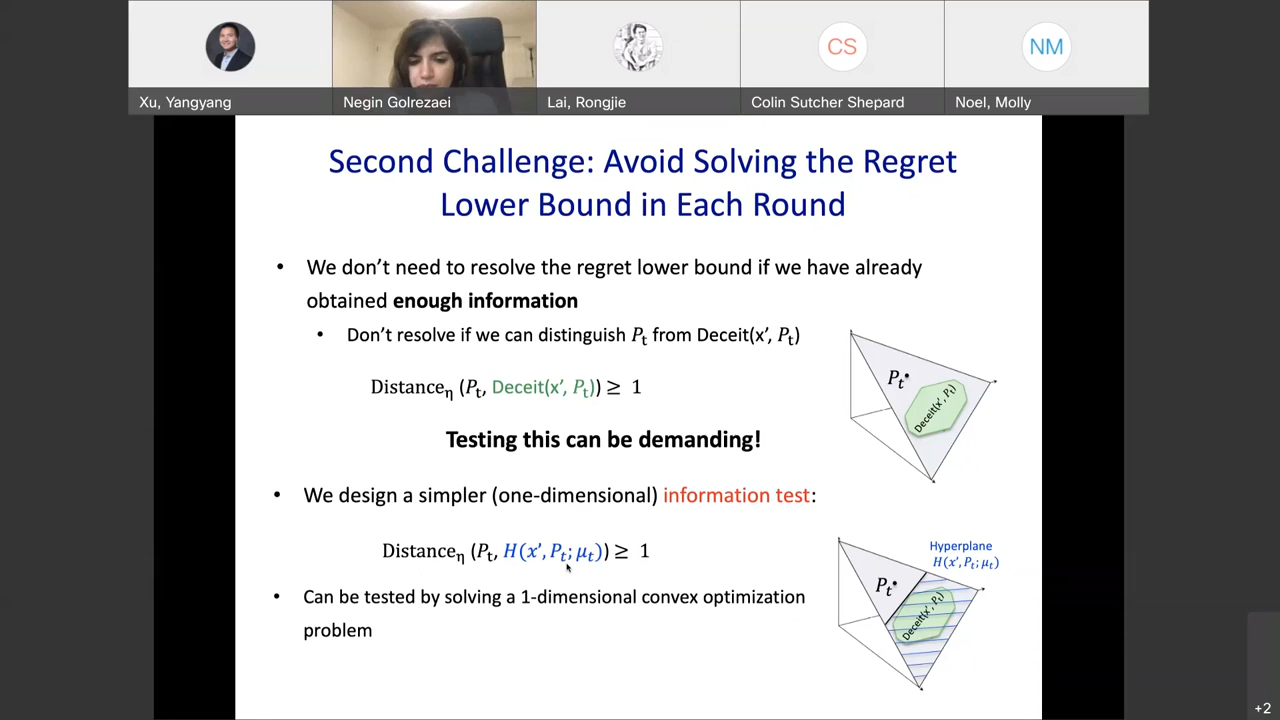 CS
NM
Xu, Yangyang
Negin Golrezaei
Lai, Rongjie
Colin Sutcher Shepard
Noel, Molly
Second Challenge: Avoid Solving the Regret
Lower Bound in Each Round
• We don't need to resolve the regret lower bound if we have already
obtained enough information
• Don't resolve if we can distinguish Pₜ from Deceit(x', Pₜ)
Distance_η (Pₜ, Deceit(x', Pₜ)) ≥ 1
Pₜ
Deceit(x', Pₜ)
Testing this can be demanding!
• We design a simpler (one-dimensional) information test:
Distance_η (Pₜ, H(x', Pₜ; μₜ)) ≥ 1
Hyperplane
H(x', Pₜ; μₜ)
Pₜ
Deceit(x', Pₜ)
• Can be tested by solving a 1-dimensional convex optimization
problem
+2